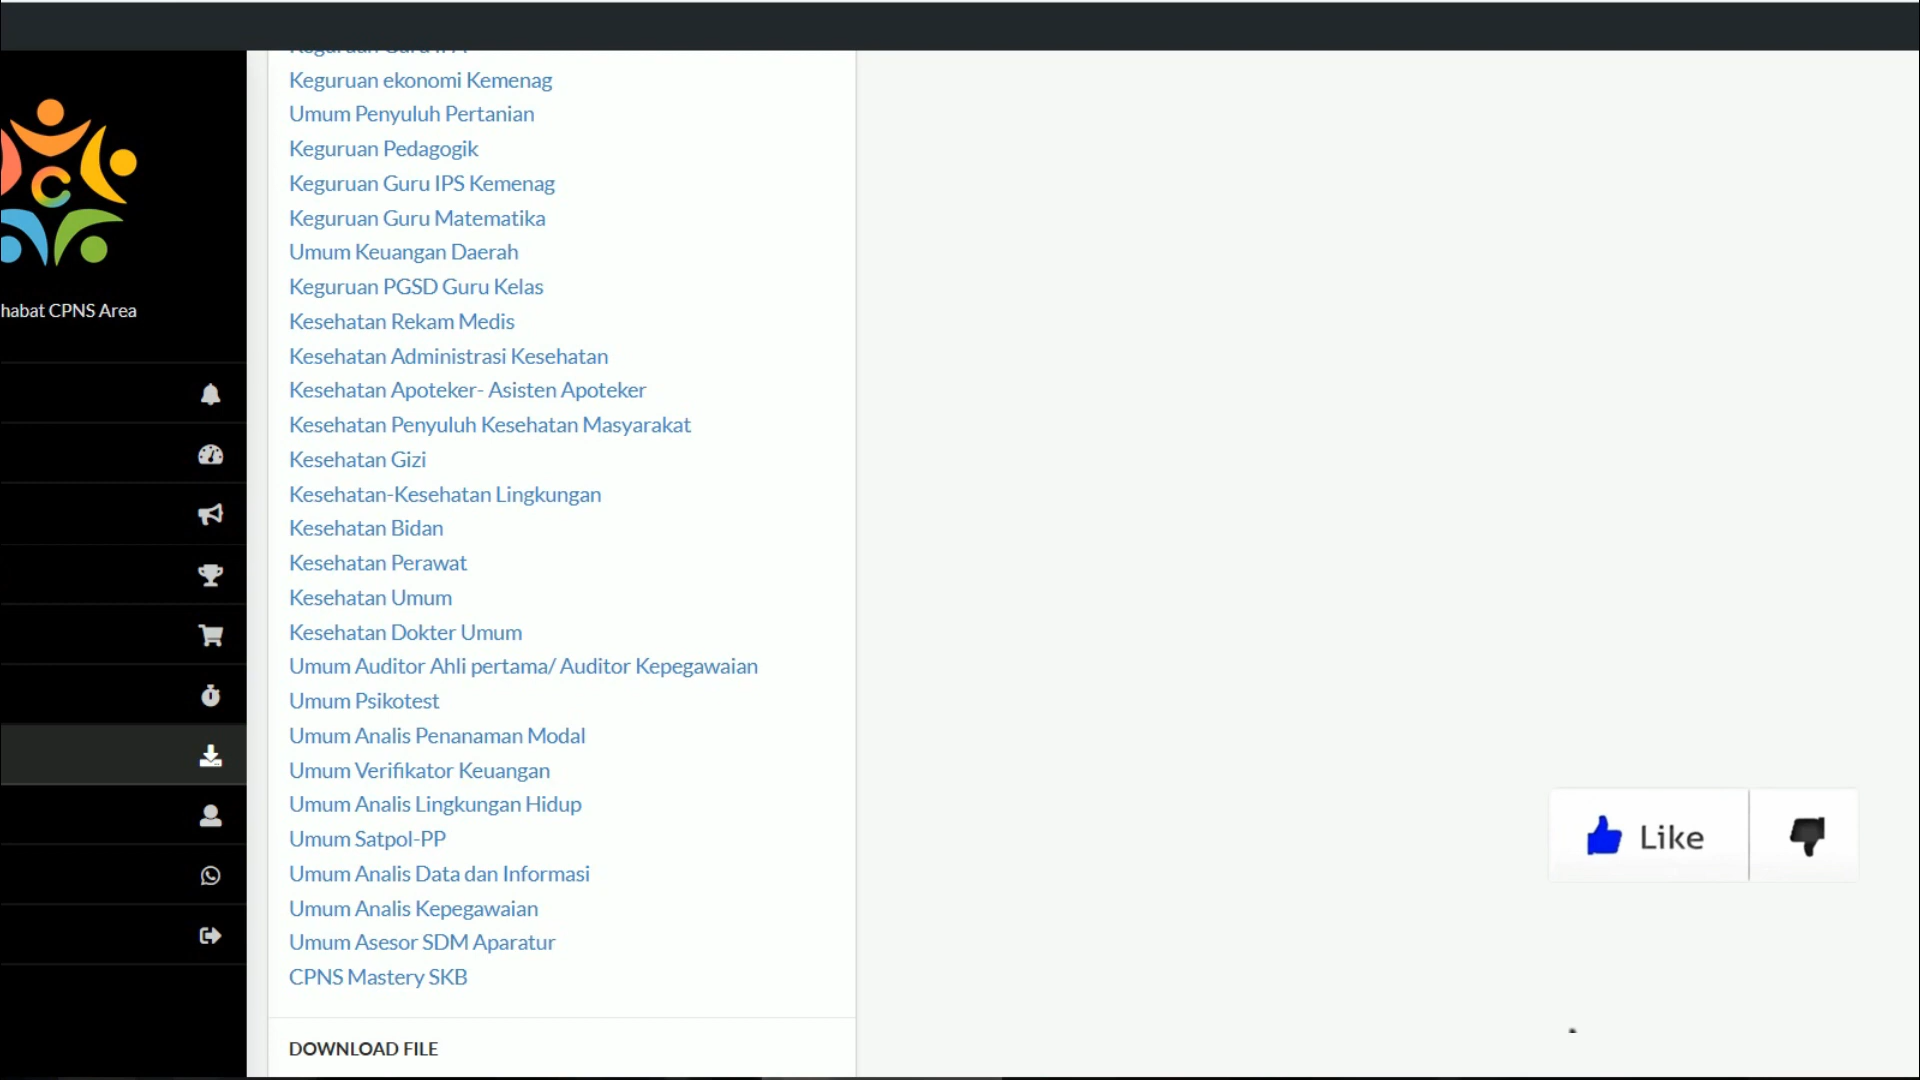 Keguruan ekonomi Kemenag
Umum Penyuluh Pertanian
Keguruan Pedagogik
Keguruan Guru IPS Kemenag
Keguruan Guru Matematika
Umum Keuangan Daerah
Keguruan PGSD Guru Kelas
Kesehatan Rekam Medis
habat CPNS Area
Kesehatan Administrasi Kesehatan
Kesehatan Apoteker- Asisten Apoteker
Kesehatan Penyuluh Kesehatan Masyarakat
Kesehatan Gizi
Kesehatan-Kesehatan Lingkungan
Kesehatan Bidan
Kesehatan Perawat
Kesehatan Umum
Kesehatan Dokter Umum
Umum Auditor Ahli pertama/ Auditor Kepegawaian
Umum Psikotest
Umum Analis Penanaman Modal
Umum Verifikator Keuangan
Umum Analis Lingkungan Hidup
Umum Satpol-PP
Umum Analis Data dan Informasi
Umum Analis Kepegawaian
Umum Asesor SDM Aparatur
CPNS Mastery SKB
DOWNLOAD FILE
Like